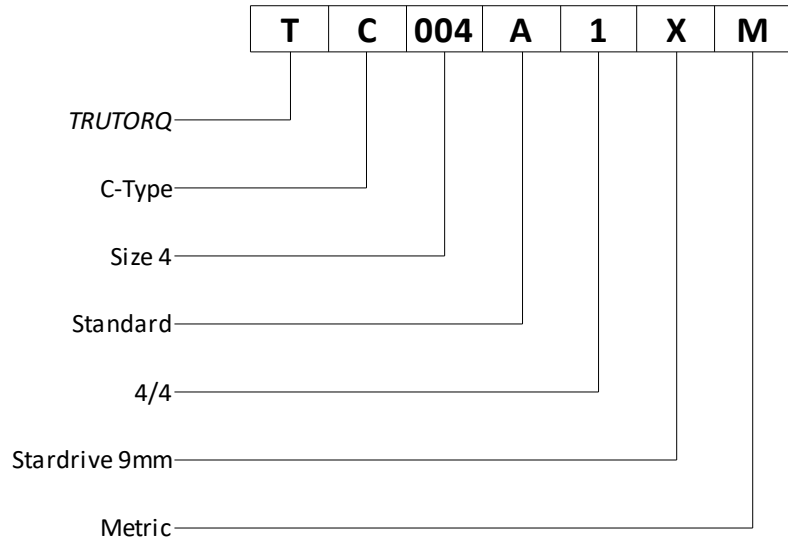 T C 004 A 1 X M
TRUTORQ
C-Type
Size 4
Standard
4/4
Stardrive 9mm
Metric